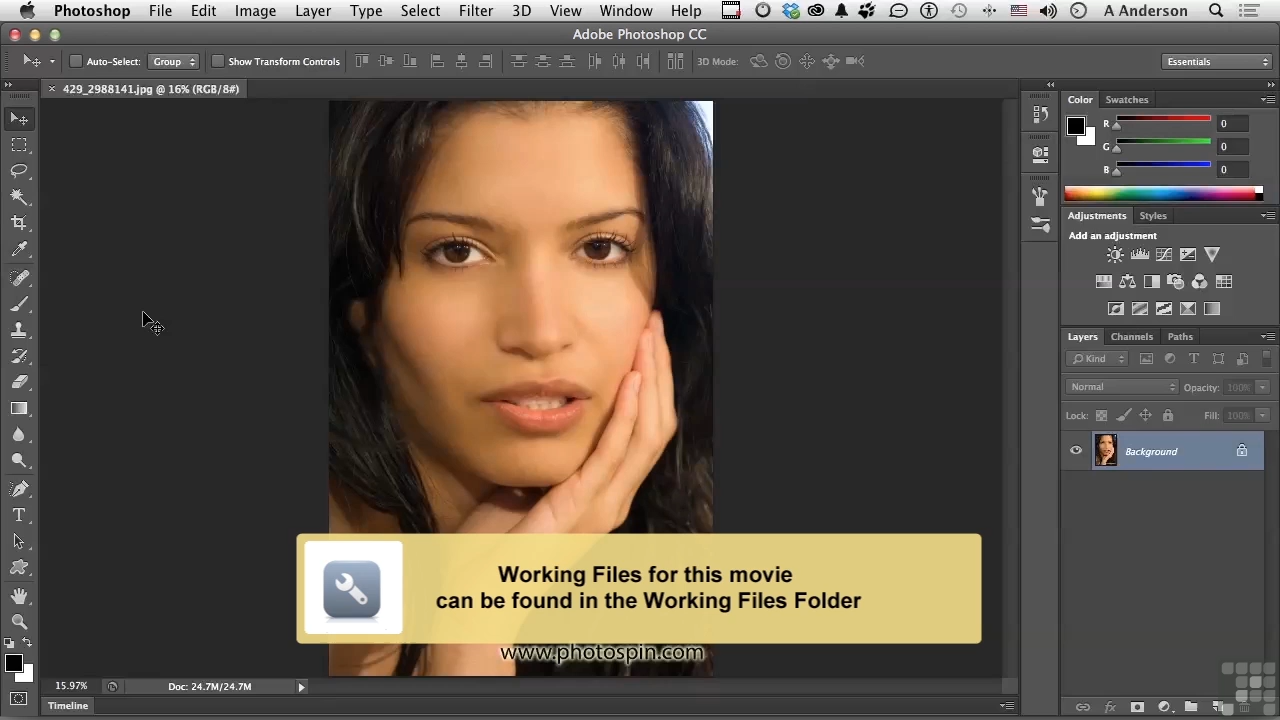 Photoshop File Edit Image Layer Type Select Filter 3D View Window Help A Anderson
Adobe Photoshop CC
Auto-Select: Group Show Transform Controls 3D Mode: Essentials
× 429_2988141.jpg @ 16% (RGB/8#)
Color Swatches
R 0
G 0
B 0
Adjustments Styles
Add an adjustment
Layers Channels Paths
Kind
Normal Opacity: 100%
Lock: Fill: 100%
Background
Working Files for this movie
can be found in the Working Files Folder
www.photospin.com
15.97% Doc: 24.7M/24.7M
Timeline